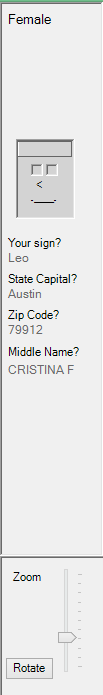 Female
Your sign?
Leo
State Capital?
Austin
Zip Code?
79912
Middle Name?
CRISTINA F
Zoom
Rotate